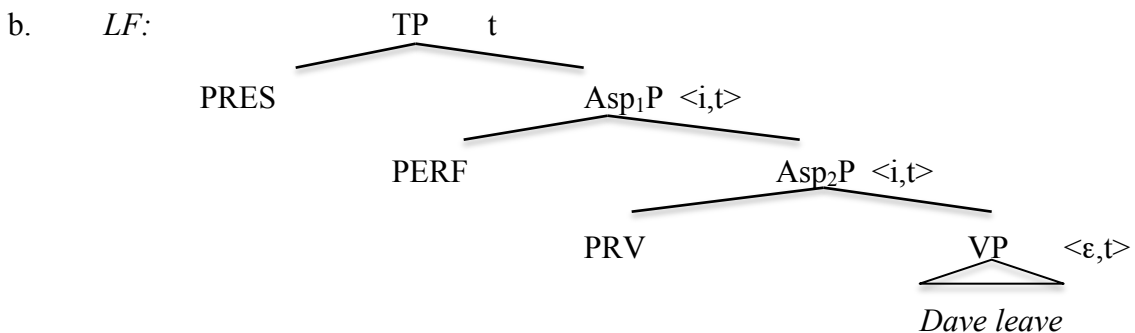 b. LF: TP t
PRES Asp₁P <i,t>
PERF Asp₂P <i,t>
PRV VP <ε,t>
Dave leave